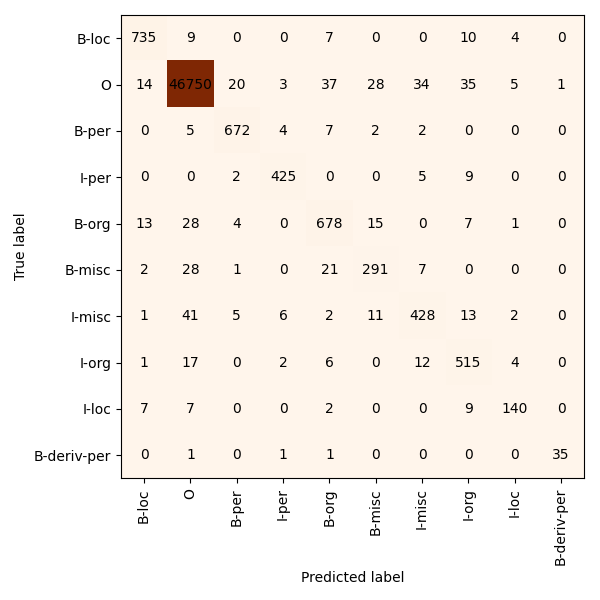 B-loc 735 9 0 0 7 0 0 10 4 0
O 14 46750 20 3 37 28 34 35 5 1
B-per 0 5 672 4 7 2 2 0 0 0
I-per 0 0 2 425 0 0 5 9 0 0
B-org 13 28 4 0 678 15 0 7 1 0
B-misc 2 28 1 0 21 291 7 0 0 0
I-misc 1 41 5 6 2 11 428 13 2 0
I-org 1 17 0 2 6 0 12 515 4 0
I-loc 7 7 0 0 2 0 0 9 140 0
B-deriv-per 0 1 0 1 1 0 0 0 0 35
True label
B-loc O B-per I-per B-org B-misc I-misc I-org I-loc B-deriv-per
Predicted label